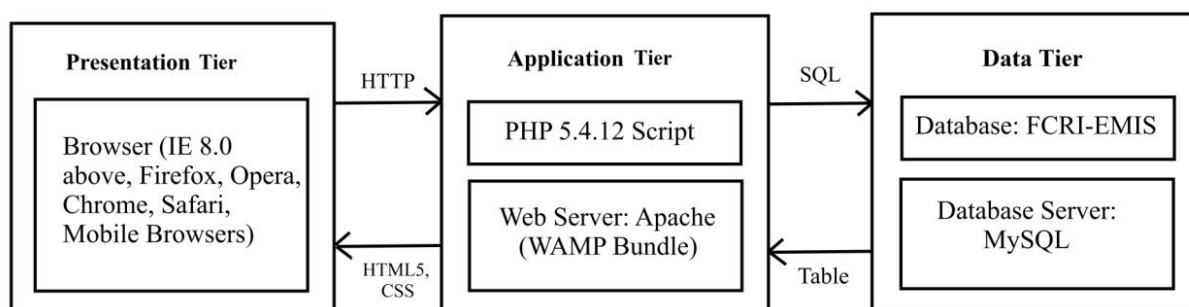 Presentation Tier
Browser (IE 8.0
above, Firefox, Opera,
Chrome, Safari,
Mobile Browsers)
HTTP
HTML5,
CSS
Application Tier
PHP 5.4.12 Script
Web Server: Apache
(WAMP Bundle)
SQL
Table
Data Tier
Database: FCRI-EMIS
Database Server:
MySQL